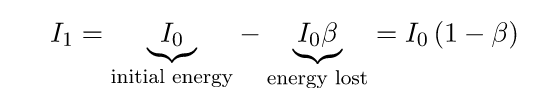 I₁ = I₀ − I₀β = I₀ (1 − β)
initial energy energy lost